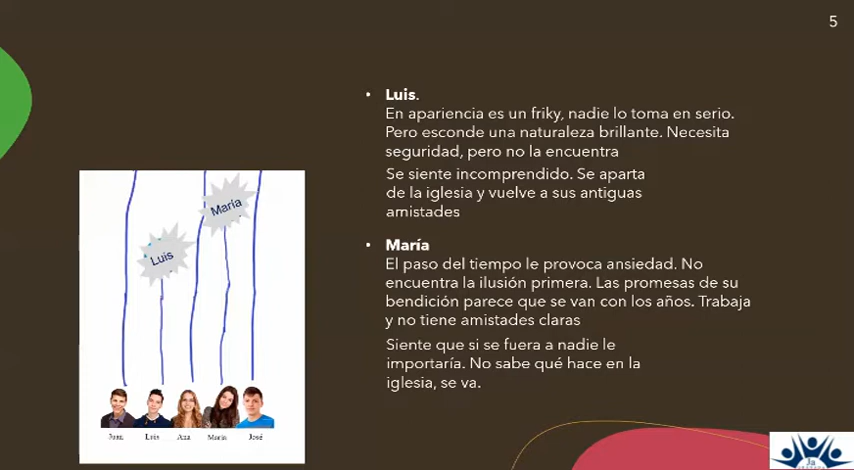 5
• Luis.
En apariencia es un friky, nadie lo toma en serio.
Pero esconde una naturaleza brillante. Necesita
seguridad, pero no la encuentra
Se siente incomprendido. Se aparta
de la iglesia y vuelve a sus antiguas
amistades
• María
El paso del tiempo le provoca ansiedad. No
encuentra la ilusión primera. Las promesas de su
bendición parece que se van con los años. Trabaja
y no tiene amistades claras
Siente que si se fuera a nadie le
importaría. No sabe qué hace en la
iglesia, se va.
María
Luis
Juan Luis Ana María José
Ja